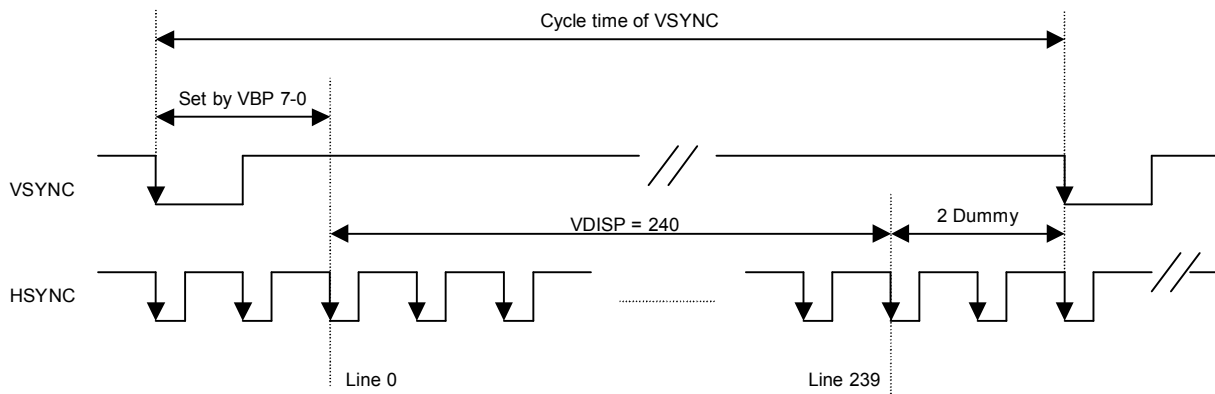 Cycle time of VSYNC
Set by VBP 7-0
VSYNC
VDISP = 240
2 Dummy
HSYNC
Line 0
Line 239